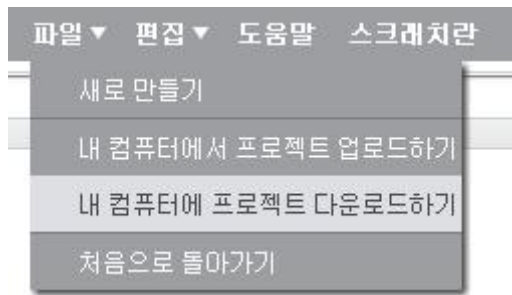 파일▼ 편집▼ 도움말 스크래치란
새로 만들기
내 컴퓨터에서 프로젝트 업로드하기
내 컴퓨터에 프로젝트 다운로드하기
처음으로 돌아가기